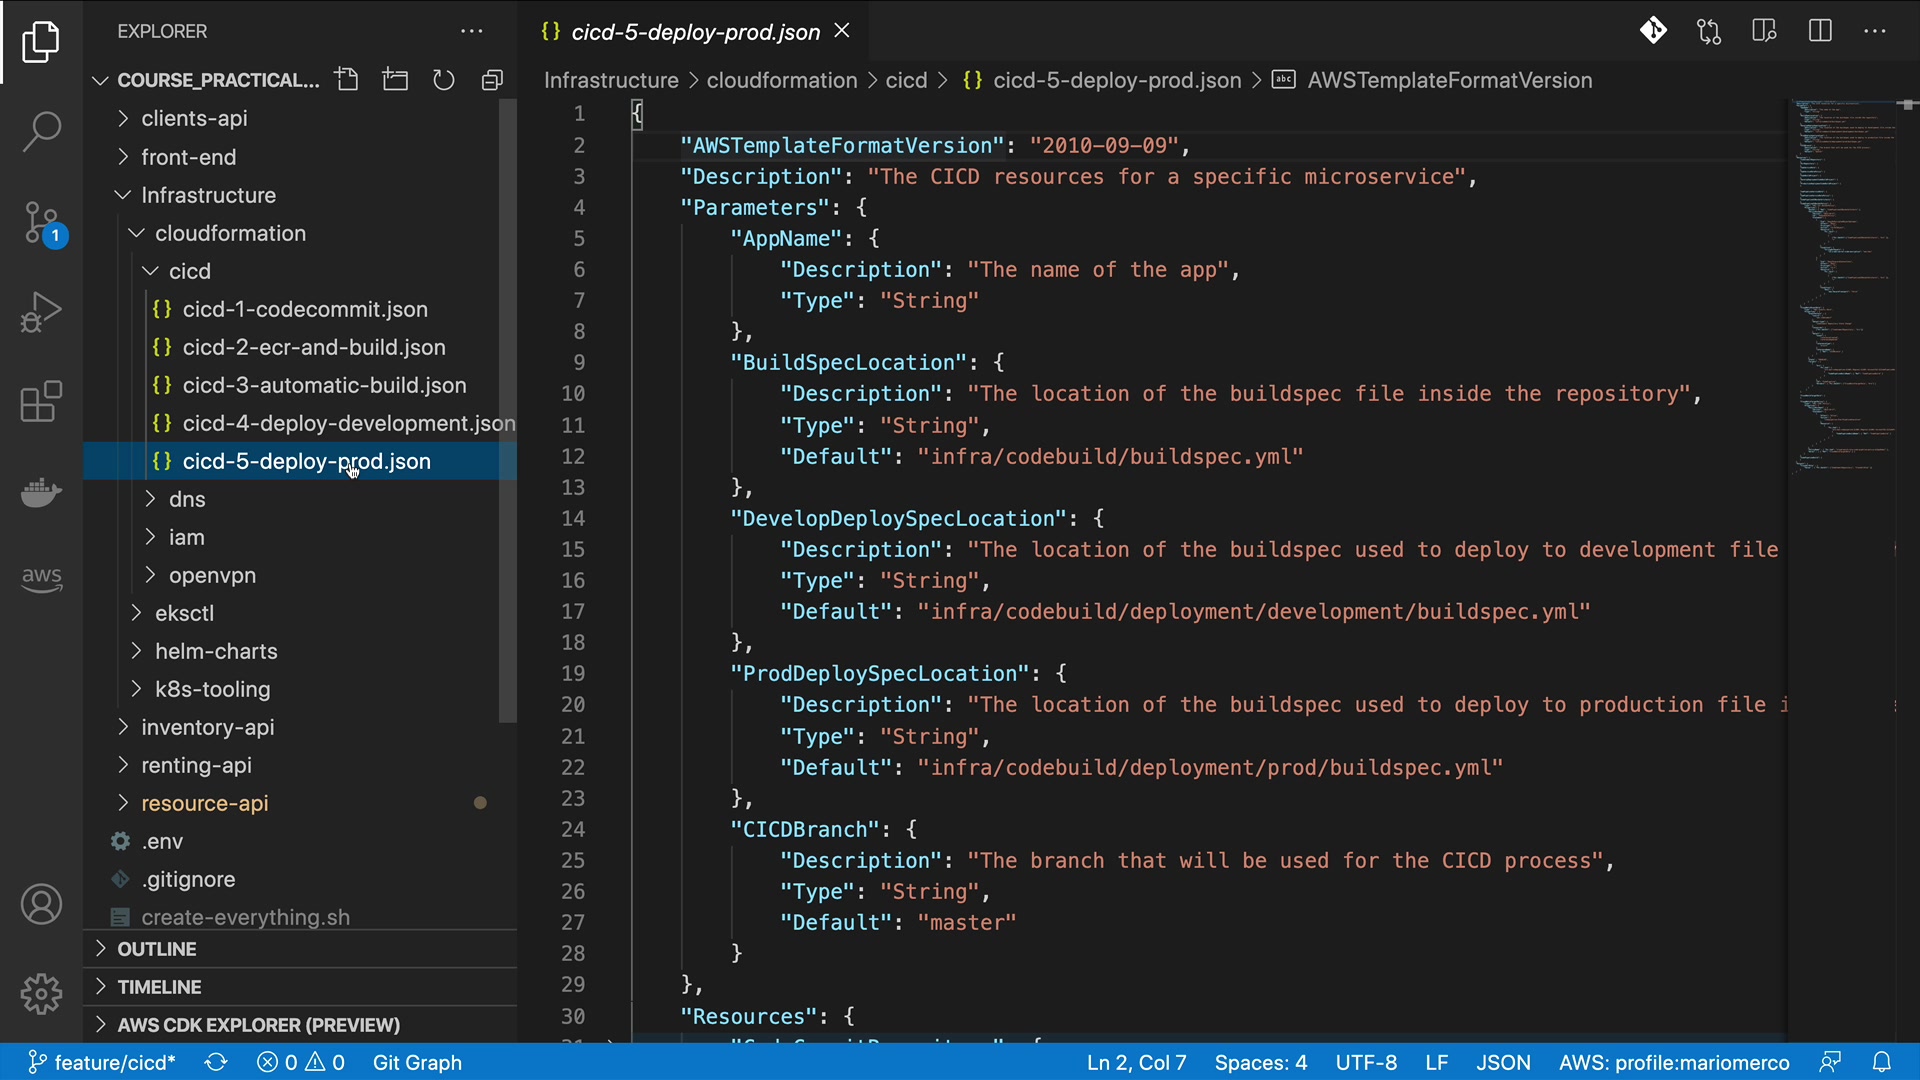 EXPLORER
COURSE_PRACTICAL...
clients-api
front-end
Infrastructure
cloudformation
cicd
{} cicd-1-codecommit.json
{} cicd-2-ecr-and-build.json
{} cicd-3-automatic-build.json
{} cicd-4-deploy-development.json
{} cicd-5-deploy-prod.json
dns
iam
openvpn
eksctl
helm-charts
k8s-tooling
inventory-api
renting-api
resource-api
.env
.gitignore
create-everything.sh
OUTLINE
TIMELINE
AWS CDK EXPLORER (PREVIEW)
1
aws
{} cicd-5-deploy-prod.json
Infrastructure > cloudformation > cicd > {} cicd-5-deploy-prod.json > abc AWSTemplateFormatVersion
1 {
2 "AWSTemplateFormatVersion": "2010-09-09",
3 "Description": "The CICD resources for a specific microservice",
4 "Parameters": {
5 "AppName": {
6 "Description": "The name of the app",
7 "Type": "String"
8 },
9 "BuildSpecLocation": {
10 "Description": "The location of the buildspec file inside the repository",
11 "Type": "String",
12 "Default": "infra/codebuild/buildspec.yml"
13 },
14 "DevelopDeploySpecLocation": {
15 "Description": "The location of the buildspec used to deploy to development file
16 "Type": "String",
17 "Default": "infra/codebuild/deployment/development/buildspec.yml"
18 },
19 "ProdDeploySpecLocation": {
20 "Description": "The location of the buildspec used to deploy to production file i
21 "Type": "String",
22 "Default": "infra/codebuild/deployment/prod/buildspec.yml"
23 },
24 "CICDBranch": {
25 "Description": "The branch that will be used for the CICD process",
26 "Type": "String",
27 "Default": "master"
28 }
29 },
30 "Resources": {
feature/cicd* 0 0 Git Graph Ln 2, Col 7 Spaces: 4 UTF-8 LF JSON AWS: profile:mariomerco